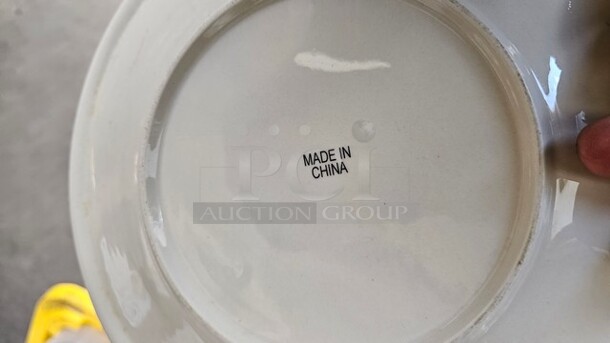 MADE IN
CHINA
PCI
AUCTION GROUP